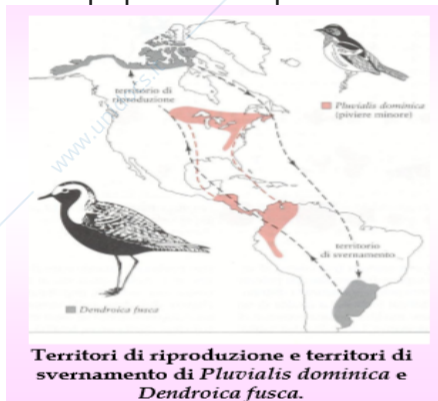 territorio di
riproduzione
Pluvialis dominica
(piviere minore)
territorio
di svernamento
Dendroica fusca
Territori di riproduzione e territori di
svernamento di Pluvialis dominica e
Dendroica fusca.